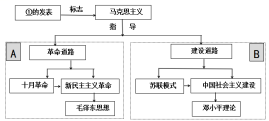 ①的发表
标志
马克思主义
指 导
A
革命道路
建设道路
B
十月革命
新民主主义革命
苏联模式
中国社会主义建设
毛泽东思想
邓小平理论